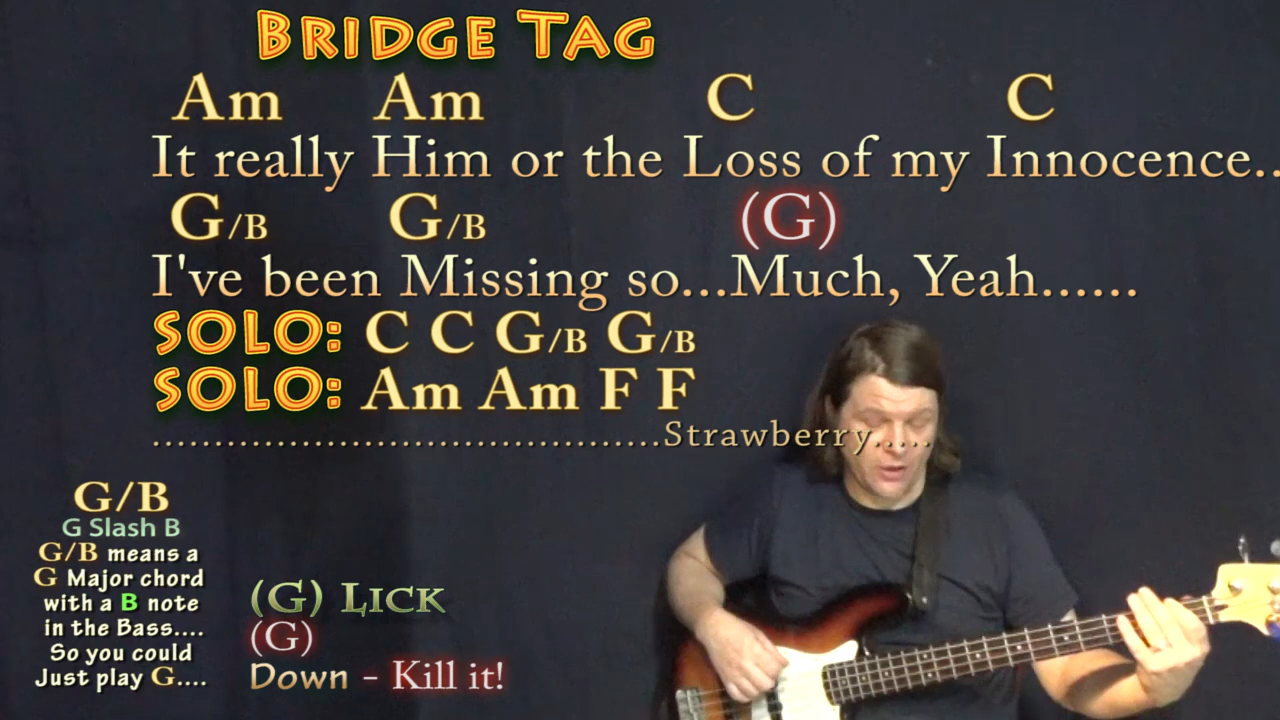 BRIDGE TAG
Am Am C C
It really Him or the Loss of my Innocence..
G/B G/B (G)
I've been Missing so...Much, Yeah......
SOLO: C C G/B G/B
SOLO: Am Am F F
.........................................Strawberry.....
G/B
G Slash B
G/B means a
G Major chord
with a B note
in the Bass....
So you could
Just play G....
(G) LICK
(G)
Down - Kill it!